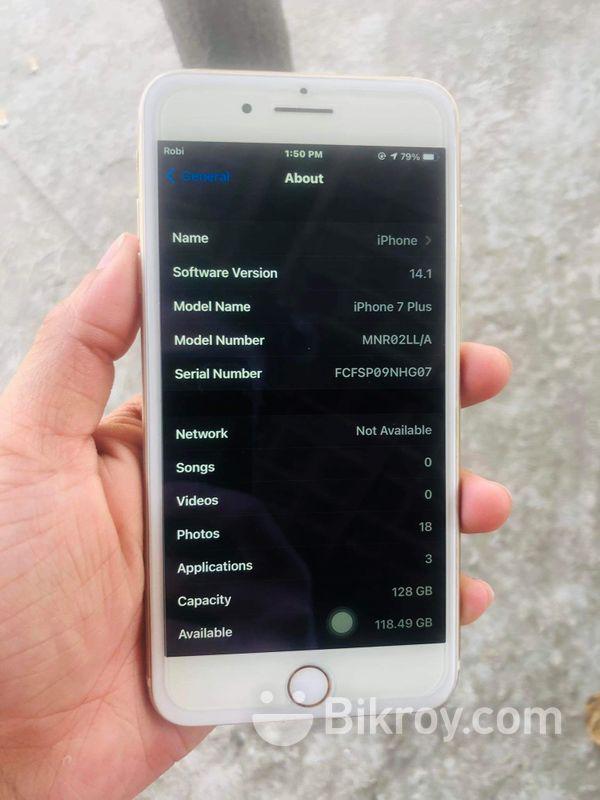 Robi 1:50 PM 79%
General About
Name iPhone
Software Version 14.1
Model Name iPhone 7 Plus
Model Number MNR02LL/A
Serial Number FCFSP09NHG07
Network Not Available
Songs 0
Videos 0
Photos 18
Applications 3
Capacity 128 GB
Available 118.49 GB
Bikroy.com